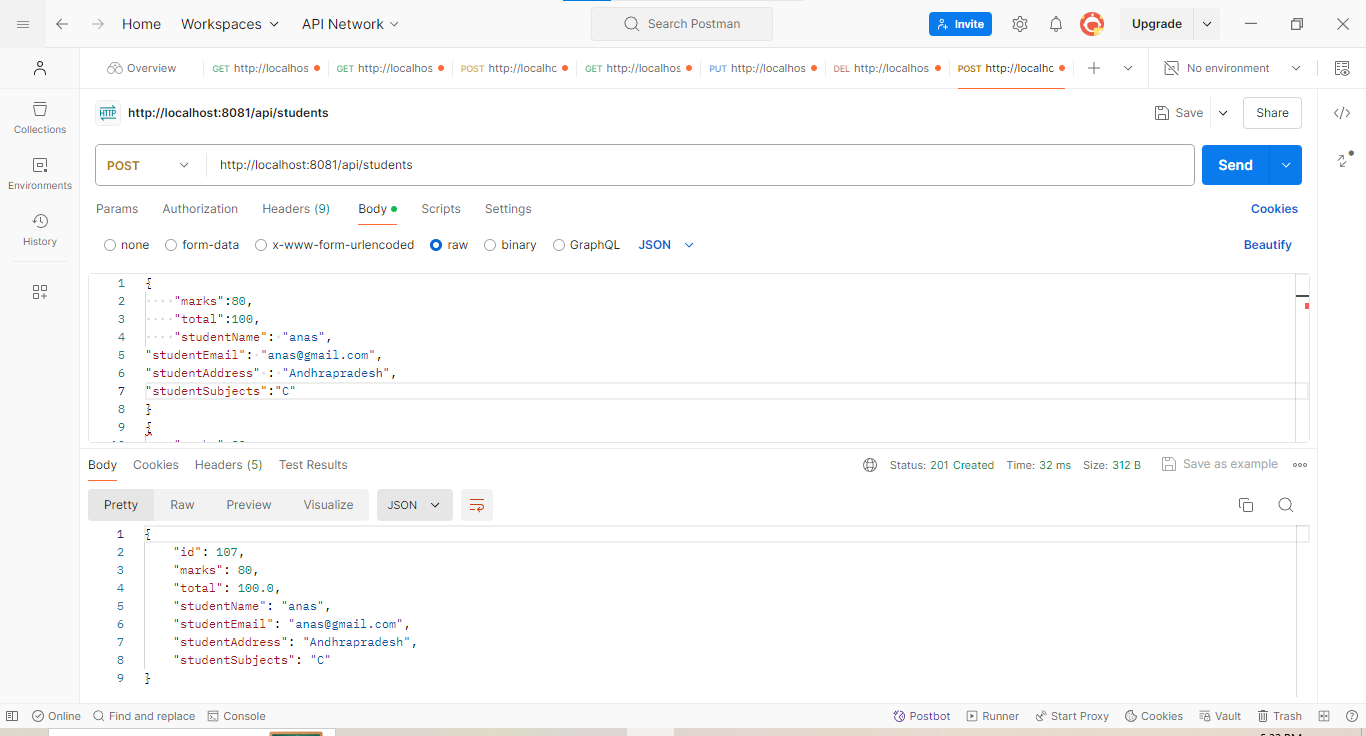 Home Workspaces API Network Search Postman Invite Upgrade
Overview GET http://localhos GET http://localhos POST http://localhc GET http://localhos PUT http://localhos DEL http://localhos POST http://localhc No environment
HTTP http://localhost:8081/api/students Save Share
Collections
Environments
History
POST http://localhost:8081/api/students Send
Params Authorization Headers (9) Body Scripts Settings Cookies
none form-data x-www-form-urlencoded raw binary GraphQL JSON Beautify
1 {
2 "marks":80,
3 "total":100,
4 "studentName": "anas",
5 "studentEmail": "anas@gmail.com",
6 "studentAddress" : "Andhrapradesh",
7 "studentSubjects":"C"
8 }
9 {
Body Cookies Headers (5) Test Results Status: 201 Created Time: 32 ms Size: 312 B Save as example
Pretty Raw Preview Visualize JSON
1 {
2 "id": 107,
3 "marks": 80,
4 "total": 100.0,
5 "studentName": "anas",
6 "studentEmail": "anas@gmail.com",
7 "studentAddress": "Andhrapradesh",
8 "studentSubjects": "C"
9 }
Online Find and replace Console Postbot Runner Start Proxy Cookies Vault Trash